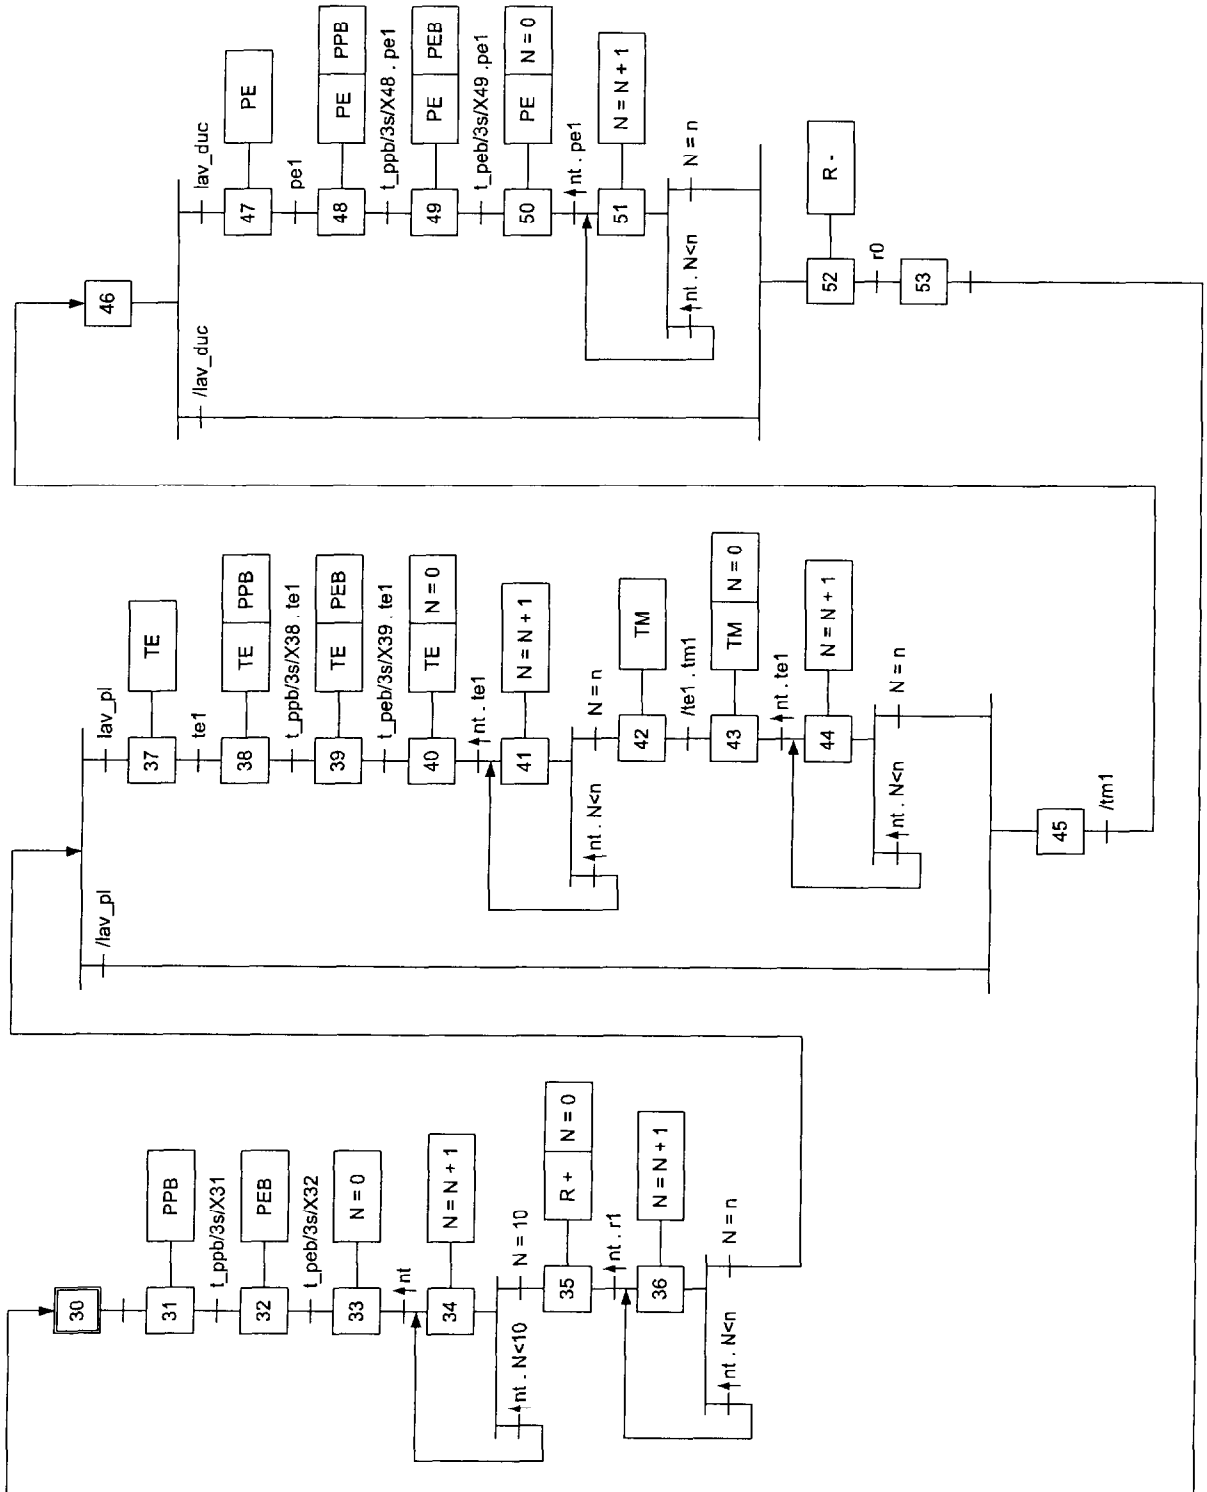 30
31
PPB
t_ppb/3s/X31
32
PEB
t_peb/3s/X32
33
N = 0
nt
34
N = N + 1
nt . N<10
N = 10
35
R +
N = 0
nt . r1
36
N = N + 1
nt . N<n
N = n
/lav_pl
lav_pl
37
TE
te1
38
TE
PPB
t_ppb/3s/X38 . te1
39
TE
PEB
t_peb/3s/X39 . te1
40
TE
N = 0
nt . te1
41
N = N + 1
nt . N<n
N = n
42
TM
/te1 . tm1
43
TM
N = 0
nt . te1
44
N = N + 1
nt . N<n
N = n
45
/tm1
46
/lav_duc
lav_duc
47
PE
pe1
48
PE
PPB
t_ppb/3s/X48 . pe1
49
PE
PEB
t_peb/3s/X49 . pe1
50
PE
N = 0
nt . pe1
51
N = N + 1
nt . N<n
N = n
52
R -
r0
53